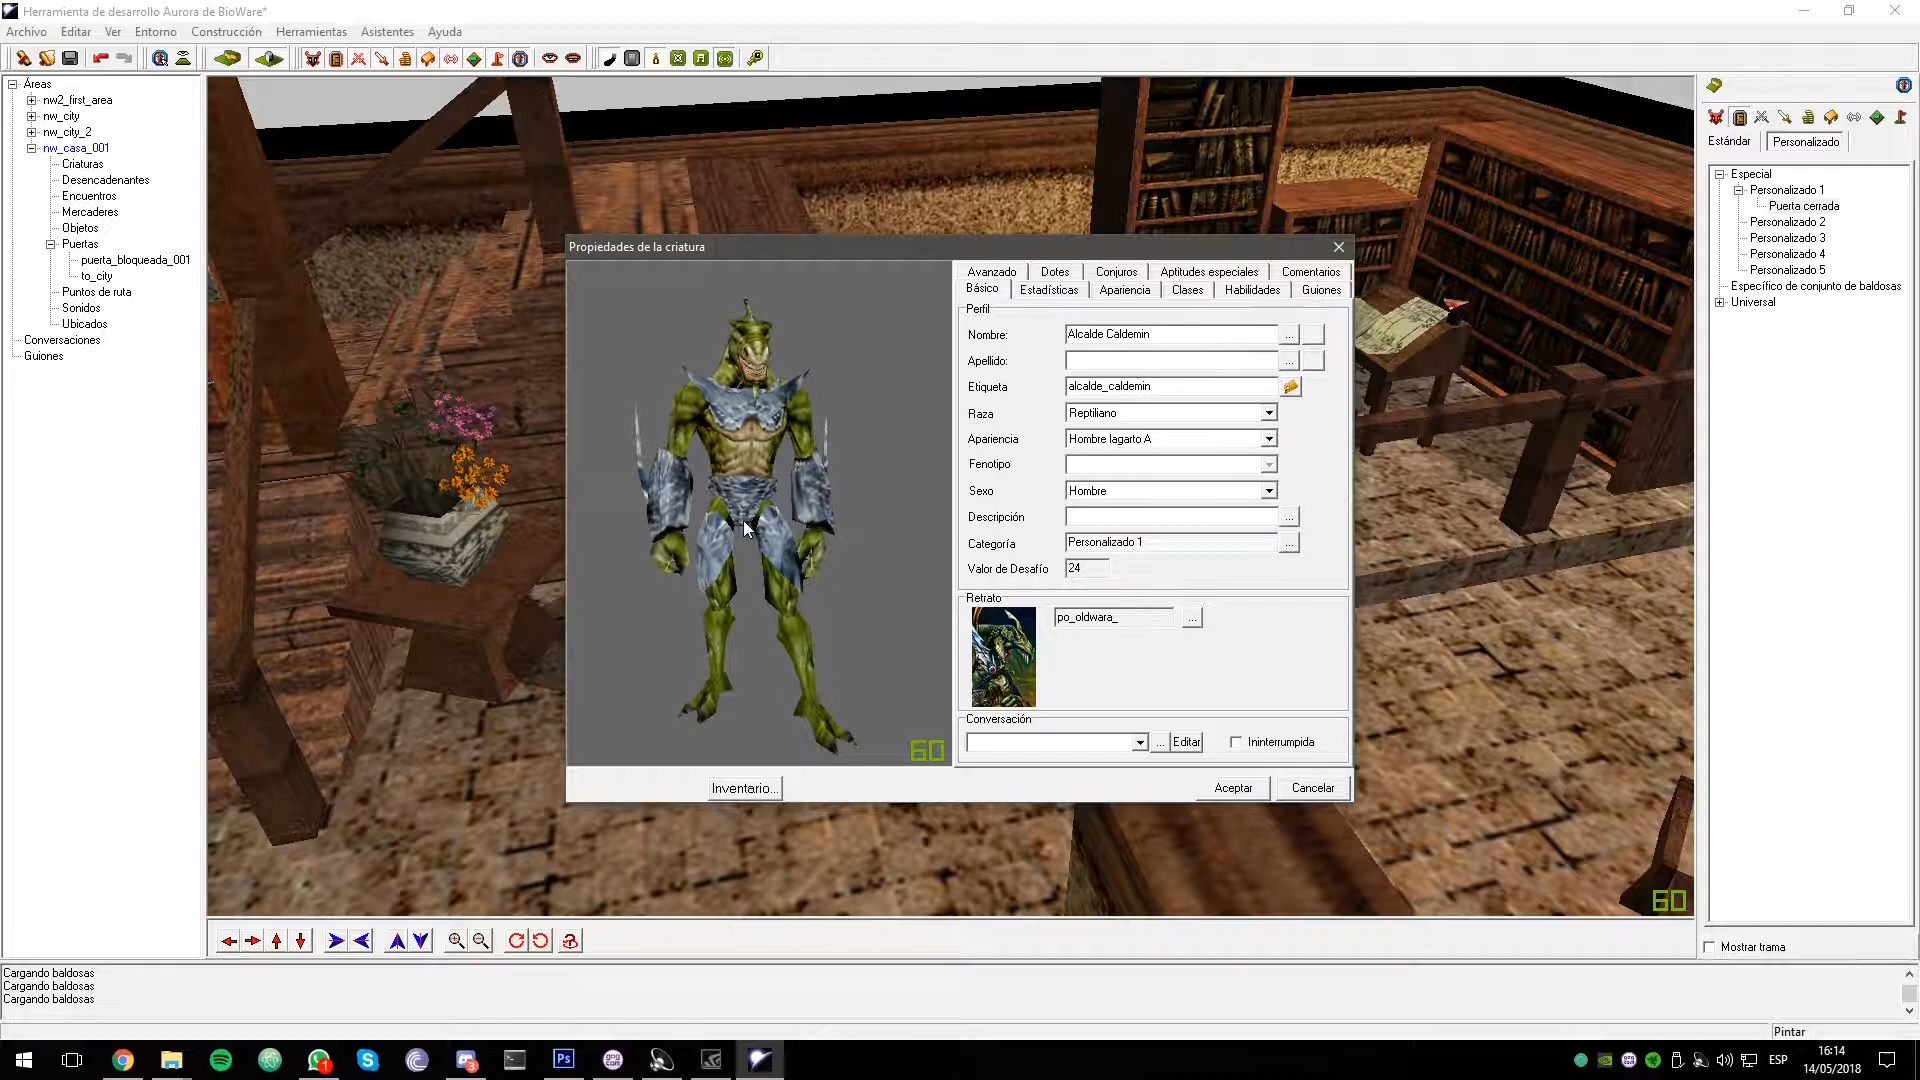 Herramienta de desarrollo Aurora de BioWare*
Archivo Editar Ver Entorno Construcción Herramientas Asistentes Ayuda
Áreas
nw2_first_area
nw_city
nw_city_2
nw_casa_001
Criaturas
Desencadenantes
Encuentros
Mercaderes
Objetos
Puertas
puerta_bloqueada_001
to_city
Puntos de ruta
Sonidos
Ubicados
Conversaciones
Guiones
Propiedades de la criatura
Avanzado Dotes Conjuros Aptitudes especiales Comentarios
Básico Estadísticas Apariencia Clases Habilidades Guiones
Perfil
Nombre: Alcalde Caldemin ...
Apellido: ...
Etiqueta alcalde_caldemin
Raza Reptiliano
Apariencia Hombre lagarto A
Fenotipo
Sexo Hombre
Descripción ...
Categoría Personalizado 1 ...
Valor de Desafío 24
Retrato
po_oldwara_ ...
Conversación
... Editar Ininterrumpida
60
Inventario... Aceptar Cancelar
60
Estándar Personalizado
Especial
Personalizado 1
Puerta cerrada
Personalizado 2
Personalizado 3
Personalizado 4
Personalizado 5
Específico de conjunto de baldosas
Universal
Mostrar trama
Cargando baldosas
Cargando baldosas
Cargando baldosas
Pintar
Ps
gog
com
1
3
ESP
16:14
14/05/2018